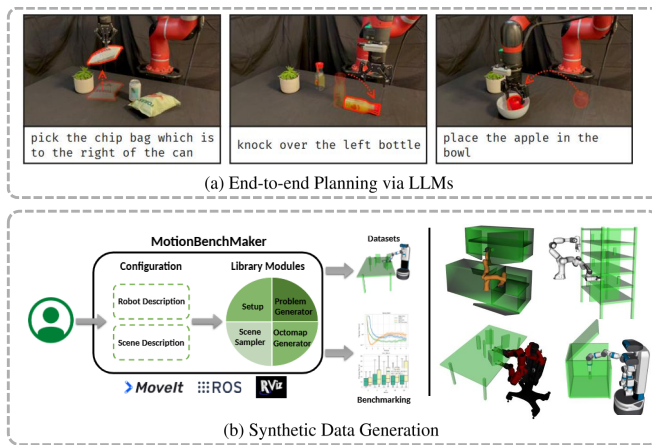 pick the chip bag which is
to the right of the can
knock over the left bottle
place the apple in the
bowl
(a) End-to-end Planning via LLMs
MotionBenchMaker
Configuration
Robot Description
Scene Description
Library Modules
Setup
Problem
Generator
Scene
Sampler
Octomap
Generator
Datasets
Benchmarking
MoveIt
ROS
RViz
(b) Synthetic Data Generation